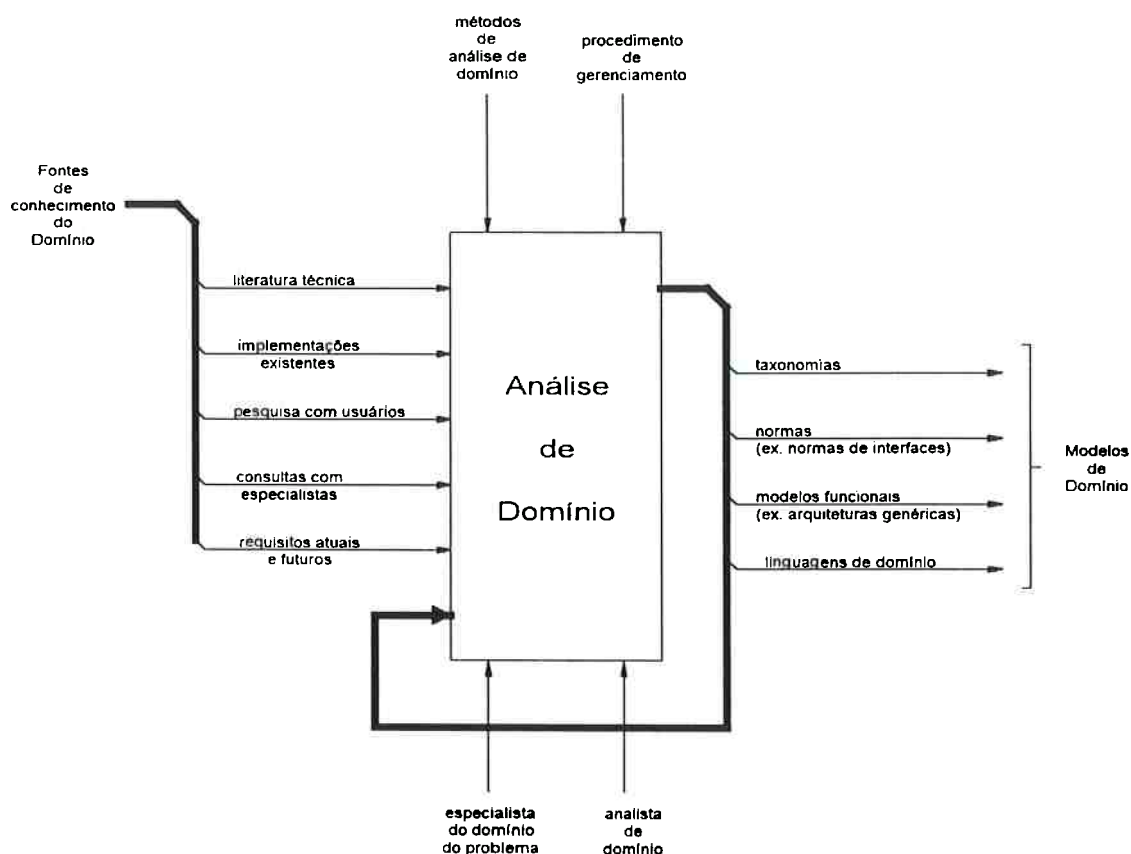 métodos
de
análise de
domínio
procedimento
de
gerenciamento
Fontes
de
conhecimento
do
Domínio
literatura técnica
implementações
existentes
pesquisa com usuários
consultas com
especialistas
requisitos atuais
e futuros
Análise
de
Domínio
taxonomias
normas
(ex. normas de interfaces)
modelos funcionais
(ex. arquiteturas genéricas)
linguagens de domínio
Modelos
de
Domínio
especialista
do domínio
do problema
analista
de
domínio